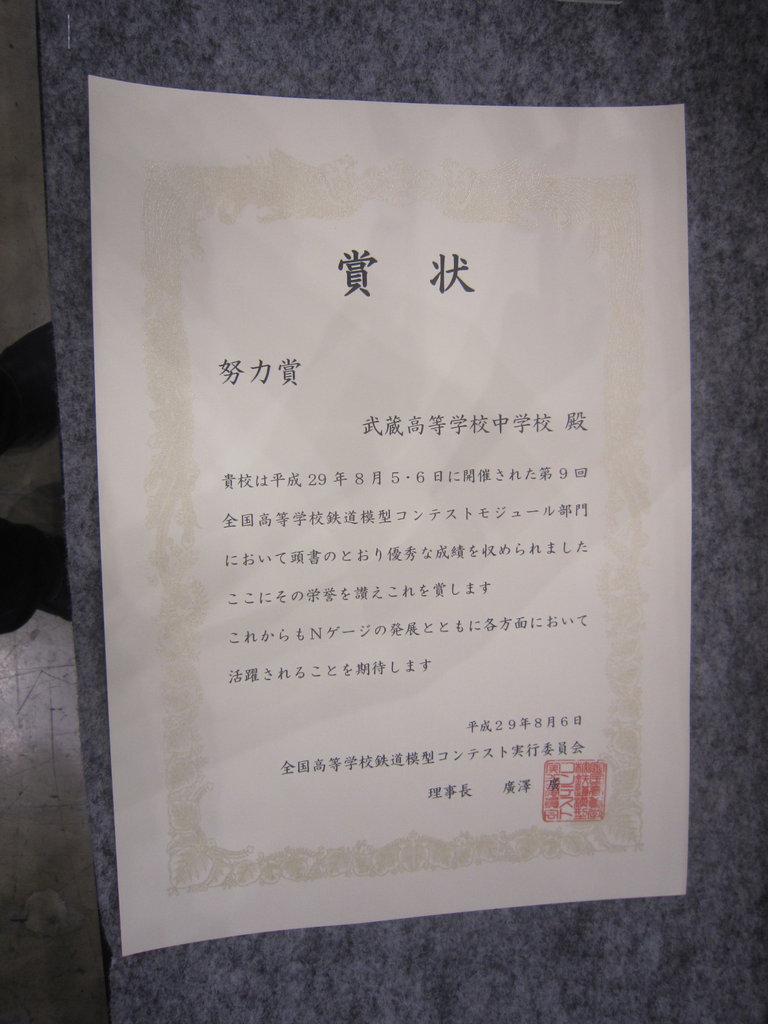 賞 状
努力賞
武蔵高等学校中学校 殿
貴校は平成 29 年 8 月 5・6 日に開催された第 9 回
全国高等学校鉄道模型コンテストモジュール部門
において頭書のとおり優秀な成績を収められました
ここにその栄誉を讃えこれを賞します
これからもNゲージの発展とともに各方面において
活躍されることを期待します
平成29年8月6日
全国高等学校鉄道模型コンテスト実行委員会
理事長 廣澤 廣